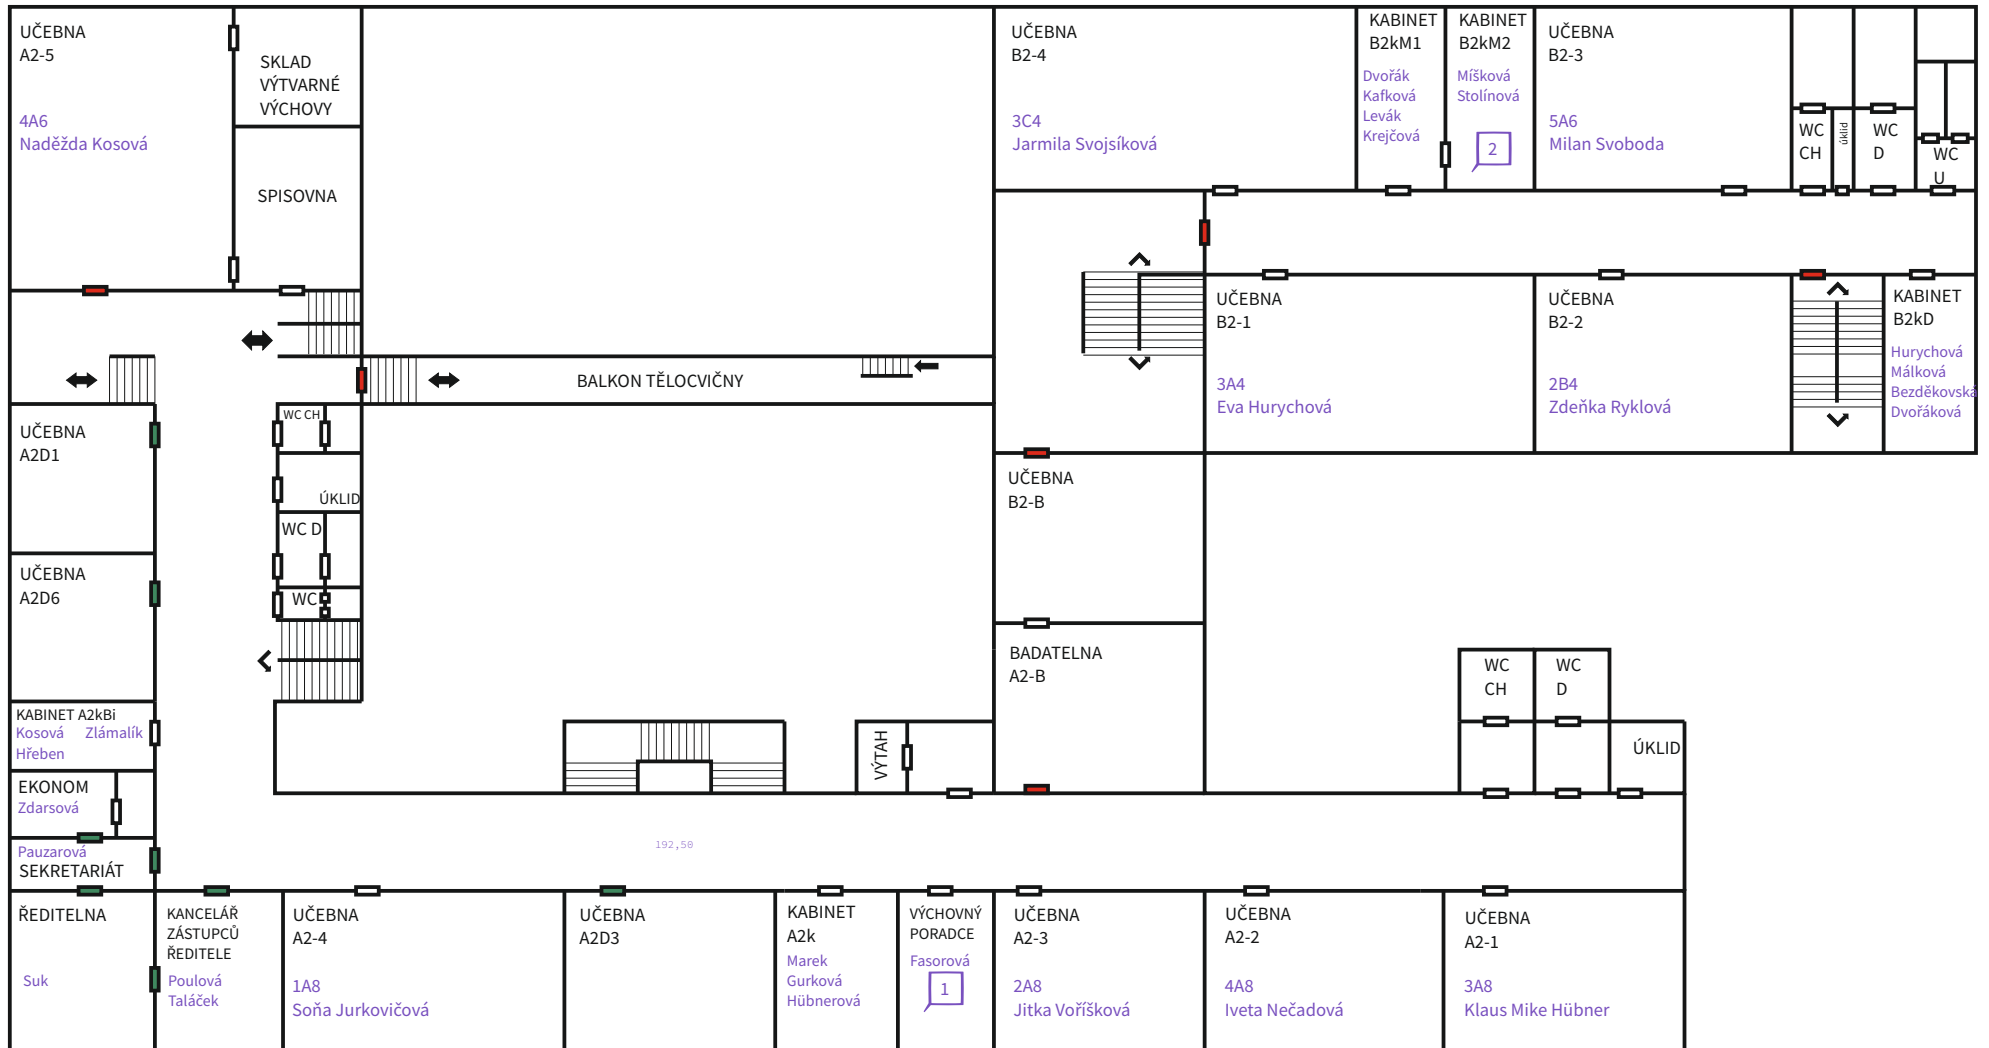 UČEBNA
A2-5
4A6
Naděžda Kosová
SKLAD
VÝTVARNÉ
VÝCHOVY
SPISOVNA
UČEBNA
B2-4
3C4
Jarmila Svojsíková
KABINET
B2kM1
Dvořák
Kafková
Levák
Krejčová
KABINET
B2kM2
Míšková
Stolínová
2
UČEBNA
B2-3
5A6
Milan Svoboda
WC
CH
úklid
WC
D
WC
U
UČEBNA
B2-1
3A4
Eva Hurychová
UČEBNA
B2-2
2B4
Zdeňka Ryklová
KABINET
B2kD
Hurychová
Málková
Bezděkovská
Dvořáková
BALKON TĚLOCVIČNY
UČEBNA
A2D1
WC CH
ÚKLID
WC D
WC
UČEBNA
A2D6
UČEBNA
B2-B
BADATELNA
A2-B
WC
CH
WC
D
ÚKLID
KABINET A2kBi
Kosová Zlámalík
Hřeben
EKONOM
Zdarsová
Pauzarová
SEKRETARIÁT
VÝTAH
192,50
ŘEDITELNA
Suk
KANCELÁŘ
ZÁSTUPCŮ
ŘEDITELE
Poulová
Taláček
UČEBNA
A2-4
1A8
Soňa Jurkovičová
UČEBNA
A2D3
KABINET
A2k
Marek
Gurková
Hübnerová
VÝCHOVNÝ
PORADCE
Fasorová
1
UČEBNA
A2-3
2A8
Jitka Voříšková
UČEBNA
A2-2
4A8
Iveta Nečadová
UČEBNA
A2-1
3A8
Klaus Mike Hübner